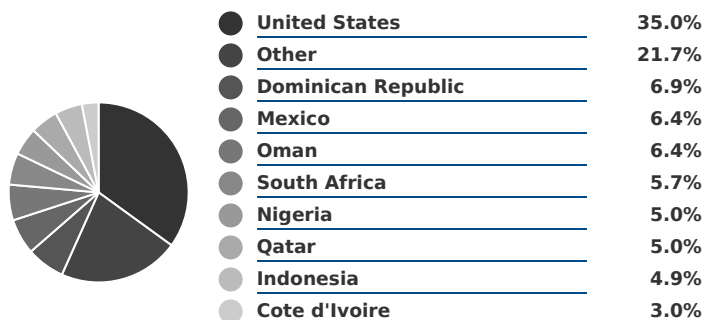 United States 35.0%
Other 21.7%
Dominican Republic 6.9%
Mexico 6.4%
Oman 6.4%
South Africa 5.7%
Nigeria 5.0%
Qatar 5.0%
Indonesia 4.9%
Cote d'Ivoire 3.0%